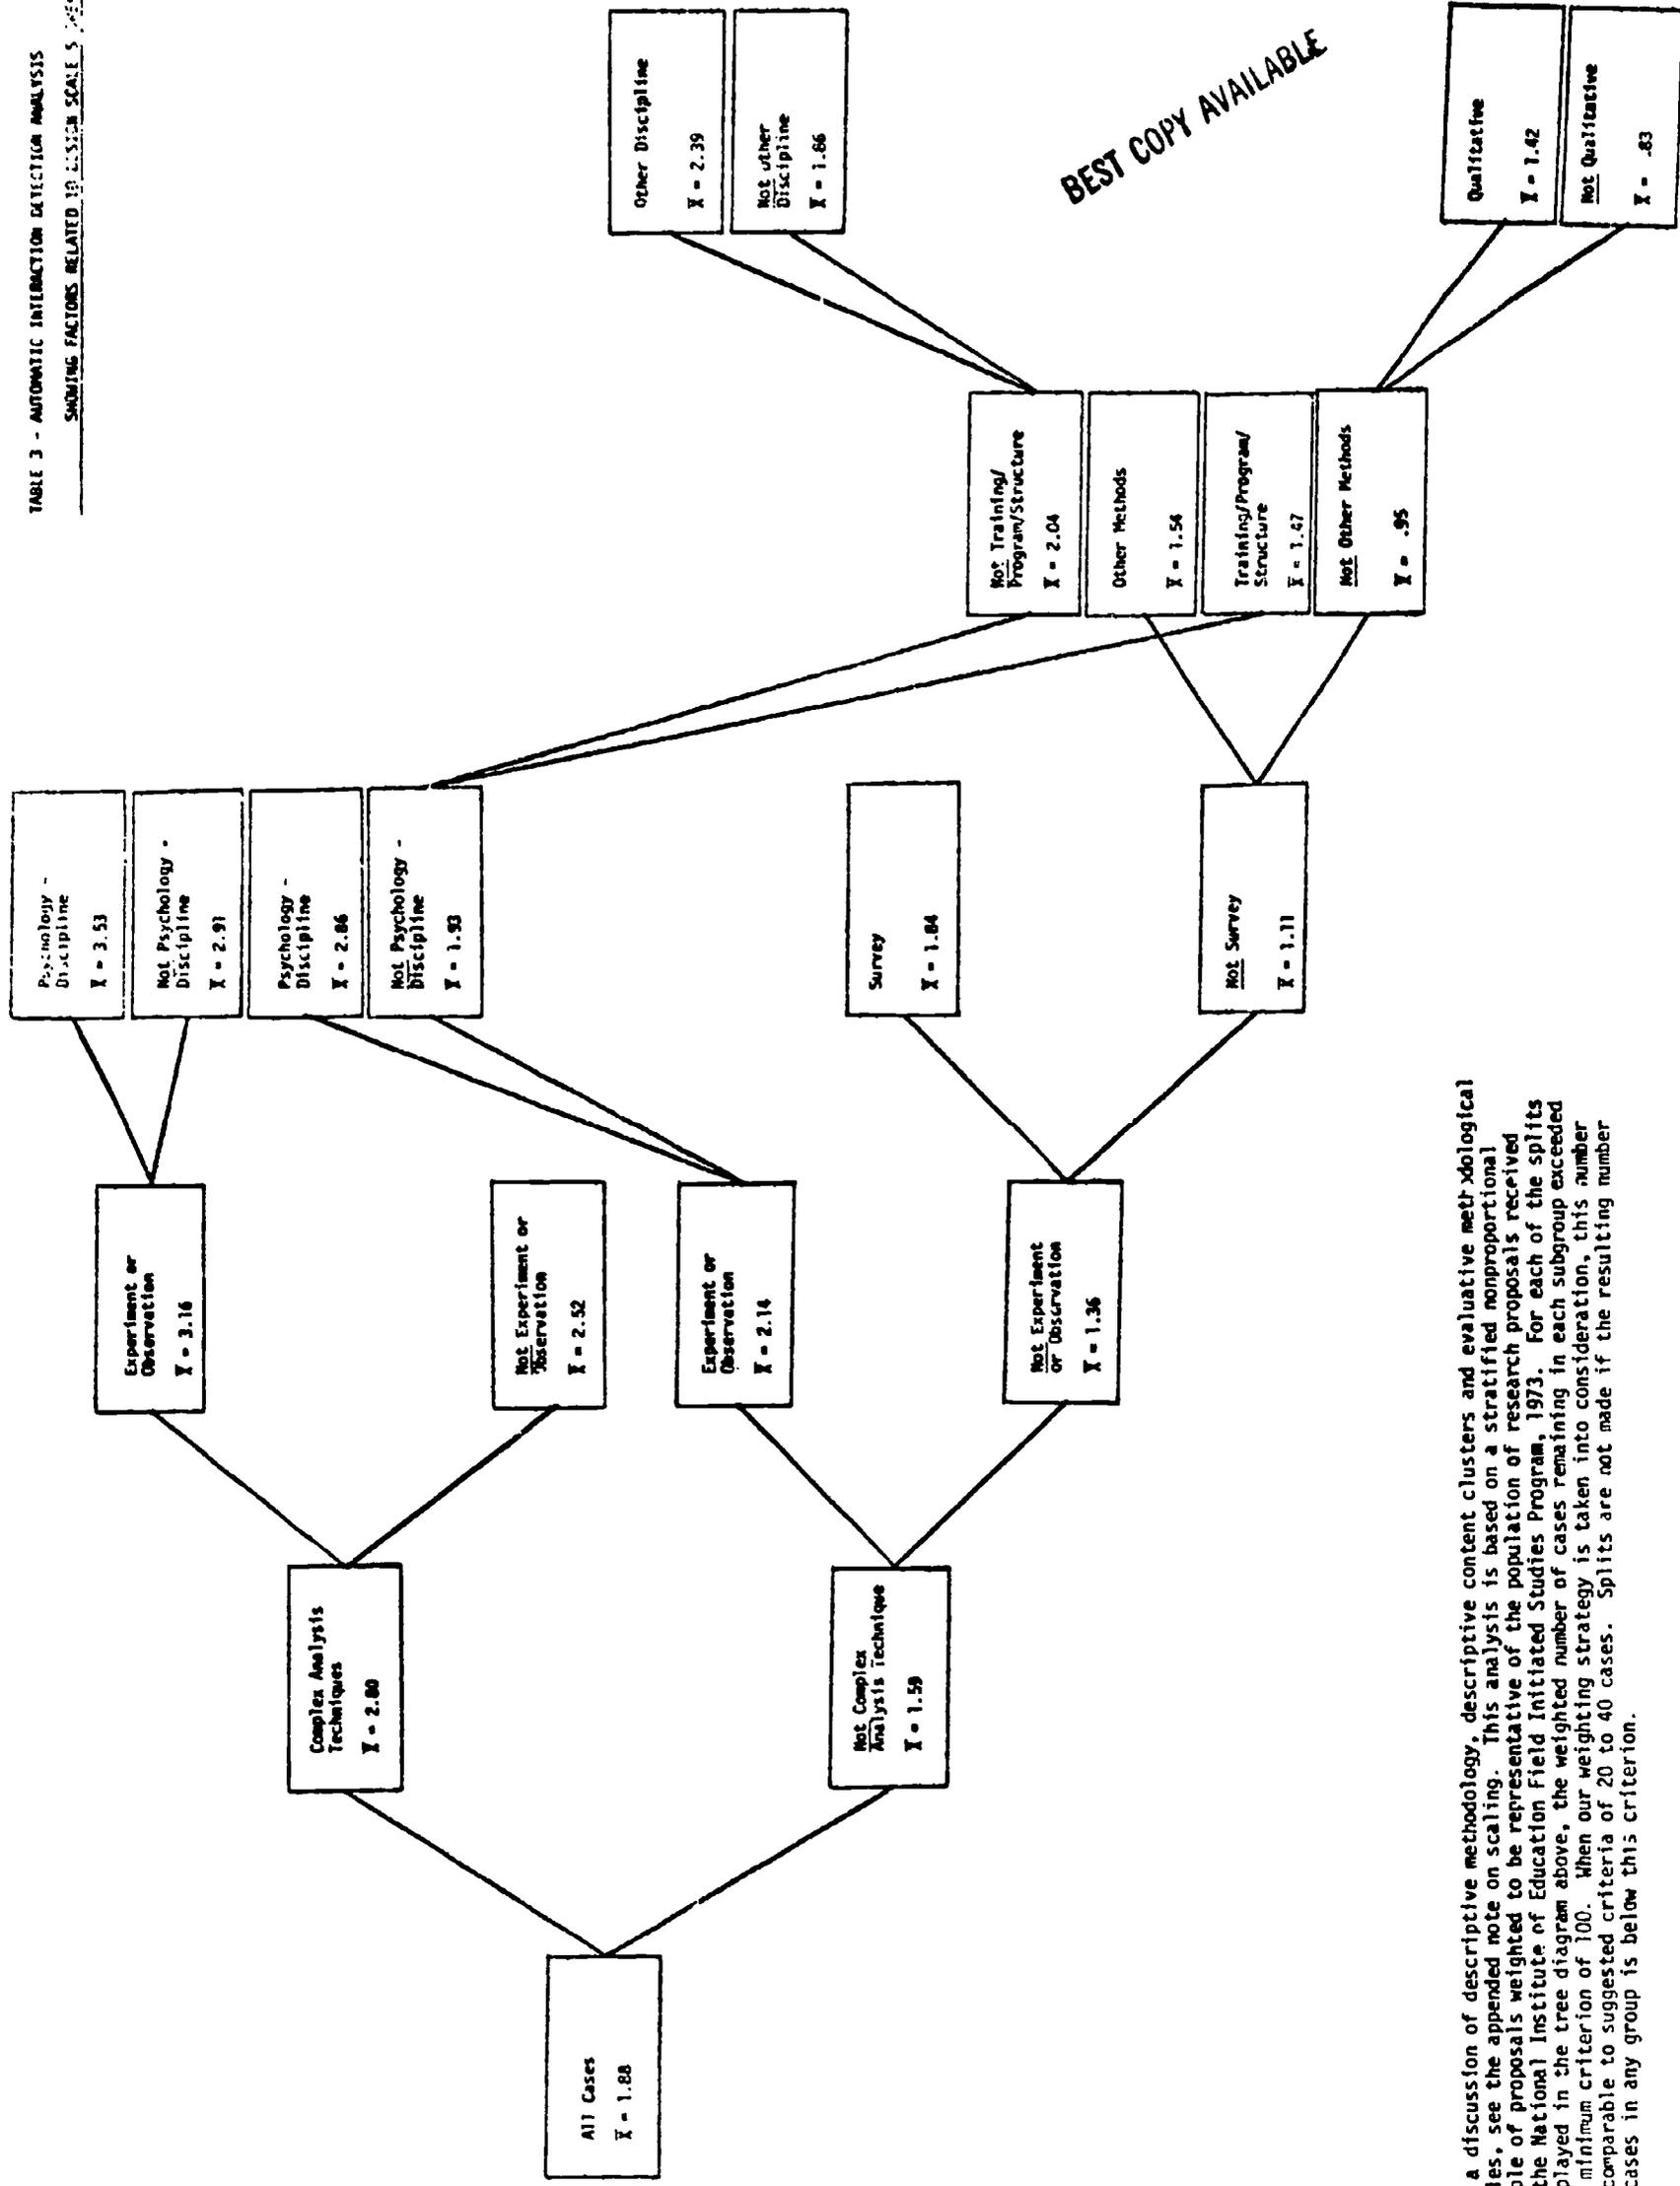 TABLE 3 - AUTOMATIC INTERACTION DETECTION ANALYSIS
SHOWING FACTORS RELATED TO DESIGN SCALE 5
All Cases
X̄ = 1.88
Complex Analysis
Techniques
X̄ = 2.80
Not Complex
Analysis Technique
X̄ = 1.59
Experiment or
Observation
X̄ = 3.16
Not Experiment or
Observation
X̄ = 2.52
Experiment or
Observation
X̄ = 2.14
Not Experiment
or Observation
X̄ = 1.36
Psychology -
Discipline
X̄ = 3.53
Not Psychology -
Discipline
X̄ = 2.91
Psychology -
Discipline
X̄ = 2.86
Not Psychology -
Discipline
X̄ = 1.93
Survey
X̄ = 1.84
Not Survey
X̄ = 1.11
Not Training/
Program/Structure
X̄ = 2.04
Other Methods
X̄ = 1.54
Training/Program/
Structure
X̄ = 1.47
Not Other Methods
X̄ = .95
Other Discipline
X̄ = 2.39
Not Other
Discipline
X̄ = 1.86
Qualitative
X̄ = 1.42
Not Qualitative
X̄ = .83
BEST COPY AVAILABLE
a discussion of descriptive methodology, descriptive content clusters and evaluative methodological
les, see the appended note on scaling. This analysis is based on a stratified nonproportional
ple of proposals weighted to be representative of the population of research proposals received
the National Institute of Education Field Initiated Studies Program, 1973. For each of the splits
played in the tree diagram above, the weighted number of cases remaining in each subgroup exceeded
minimum criterion of 100. When our weighting strategy is taken into consideration, this number
comparable to suggested criteria of 20 to 40 cases. Splits are not made if the resulting number
cases in any group is below this criterion.